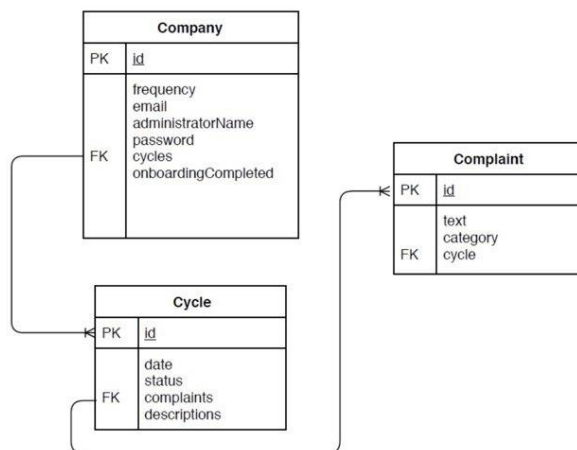 Company
PK id
frequency
email
administratorName
password
FK cycles
onboardingCompleted
Complaint
PK id
text
category
FK cycle
Cycle
PK id
date
status
FK complaints
descriptions